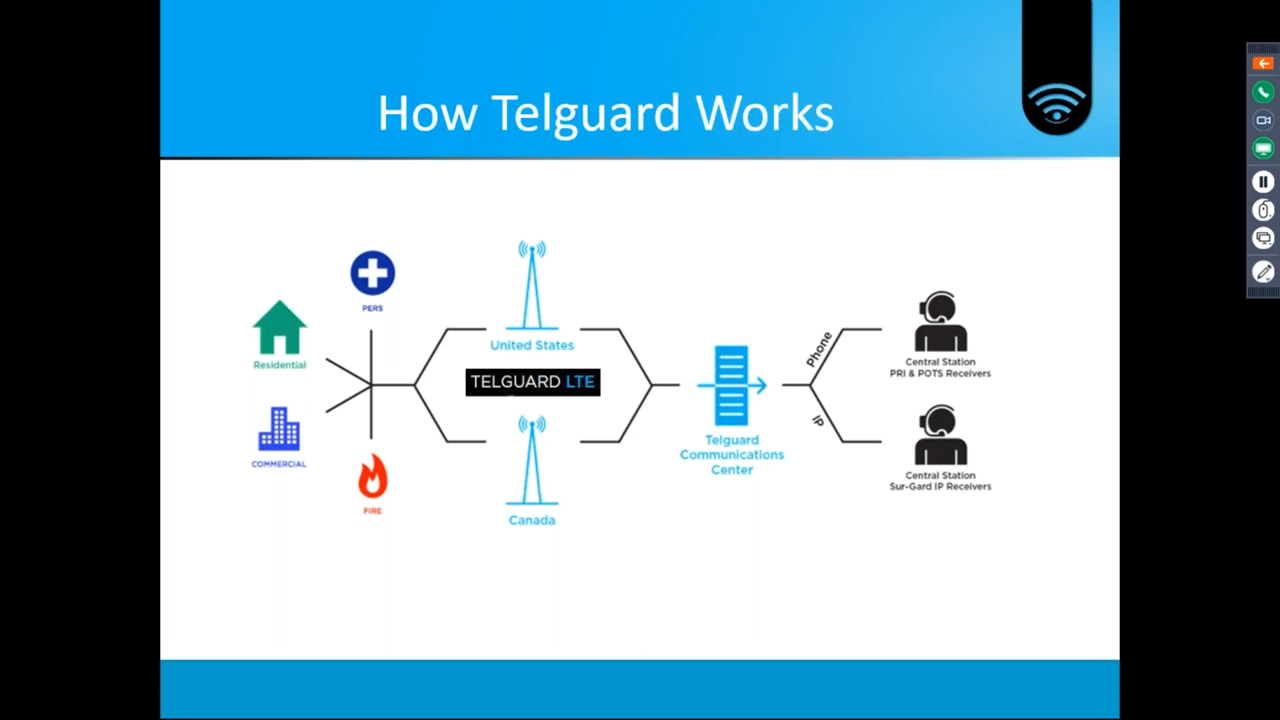 How Telguard Works
PERS
Residential
COMMERCIAL
FIRE
United States
TELGUARD LTE
Canada
Telguard
Communications
Center
Phone
IP
Central Station
PRI & POTS Receivers
Central Station
Sur-Gard IP Receivers